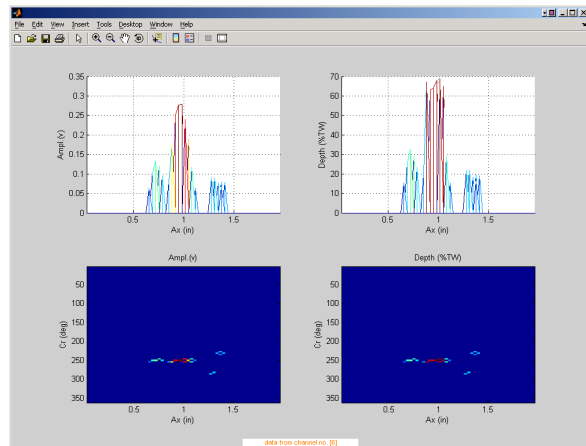 File Edit View Insert Tools Desktop Window Help
0.35
0.3
0.25
0.2
0.15
0.1
0.05
0
Ampl.(v)
0.5 1 1.5
Ax (in)
70
60
50
40
30
20
10
0
Depth (%TW)
0.5 1 1.5
Ax (in)
Ampl.(v)
50
100
150
200
250
300
350
Cr (deg)
0.5 1 1.5
Ax (in)
Depth (%TW)
50
100
150
200
250
300
350
Cr (deg)
0.5 1 1.5
Ax (in)
data from channel no. [6]